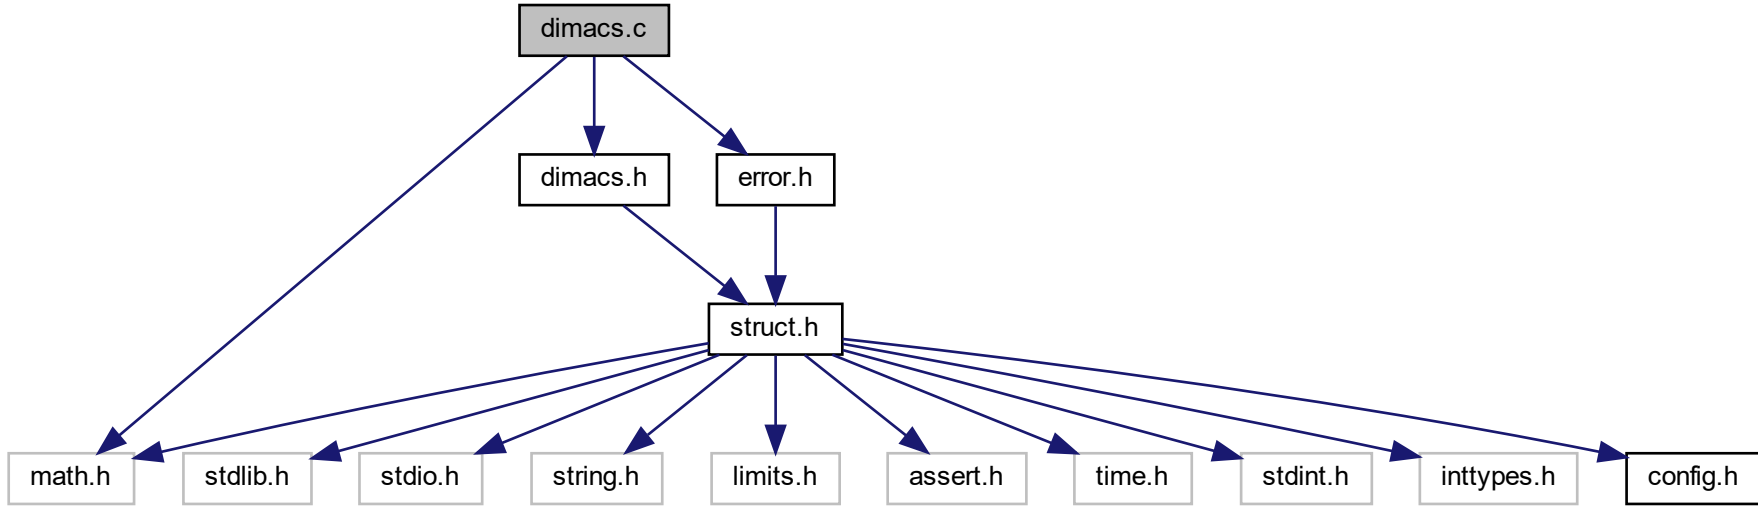 dimacs.c
dimacs.h
error.h
struct.h
math.h
stdlib.h
stdio.h
string.h
limits.h
assert.h
time.h
stdint.h
inttypes.h
config.h